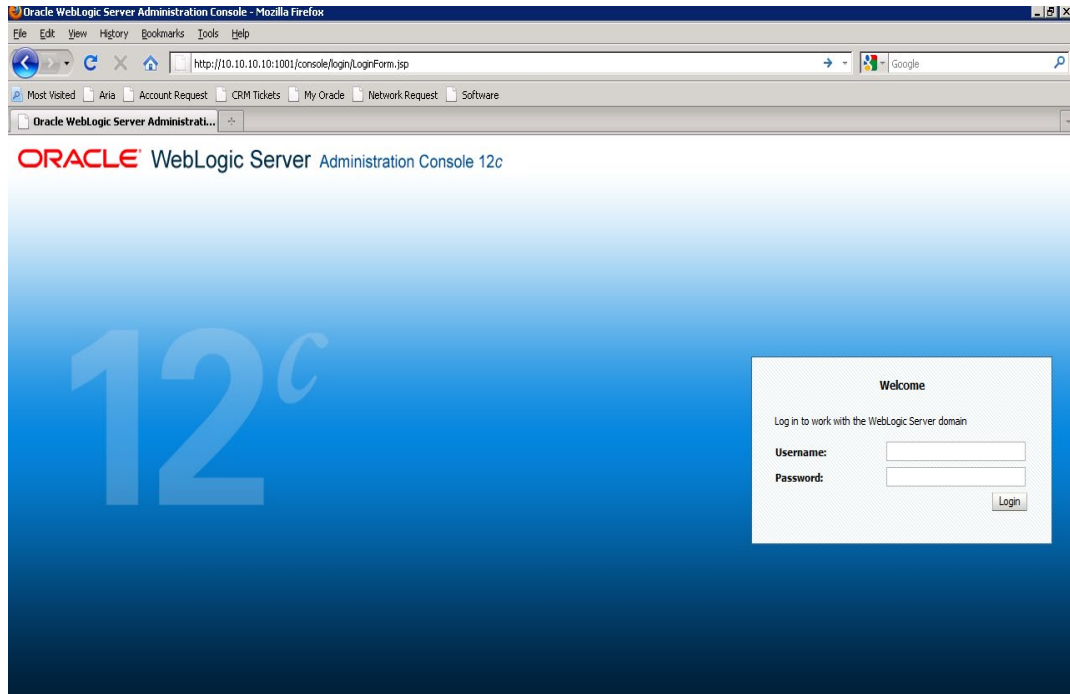 Oracle WebLogic Server Administration Console - Mozilla Firefox
File Edit View History Bookmarks Tools Help
http://10.10.10.10:1001/console/login/LoginForm.jsp Google
Most Visited Aria Account Request CRM Tickets My Oracle Network Request Software
Oracle WebLogic Server Administrati...
ORACLE WebLogic Server Administration Console 12c
12c
Welcome
Log in to work with the WebLogic Server domain
Username:
Password:
Login